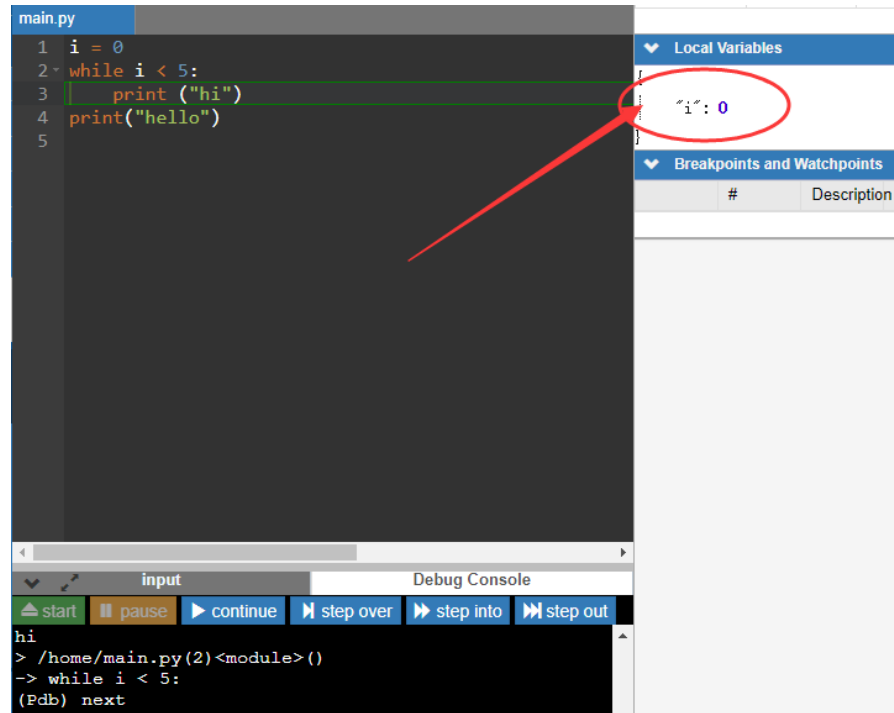 main.py
1 i = 0
2 while i < 5:
3 print ("hi")
4 print("hello")
5
Local Variables
{
"i": 0
}
Breakpoints and Watchpoints
# Description
input Debug Console
start pause continue step over step into step out
hi
> /home/main.py(2)<module>()
-> while i < 5:
(Pdb) next